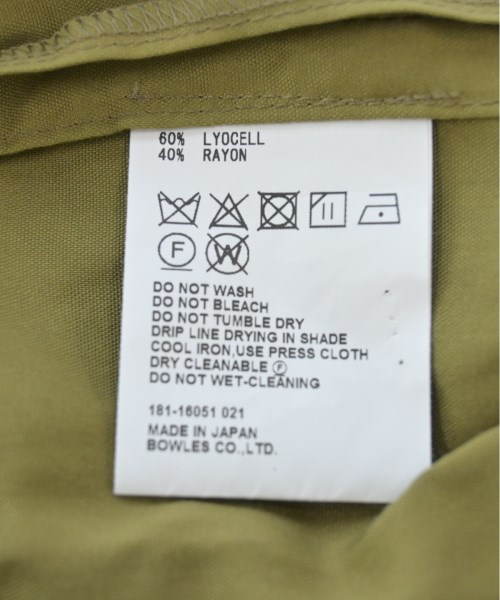 60% LYOCELL
40% RAYON
F W
DO NOT WASH
DO NOT BLEACH
DO NOT TUMBLE DRY
DRIP LINE DRYING IN SHADE
COOL IRON,USE PRESS CLOTH
DRY CLEANABLE Ⓕ
DO NOT WET-CLEANING
181-16051 021
MADE IN JAPAN
BOWLES CO.,LTD.